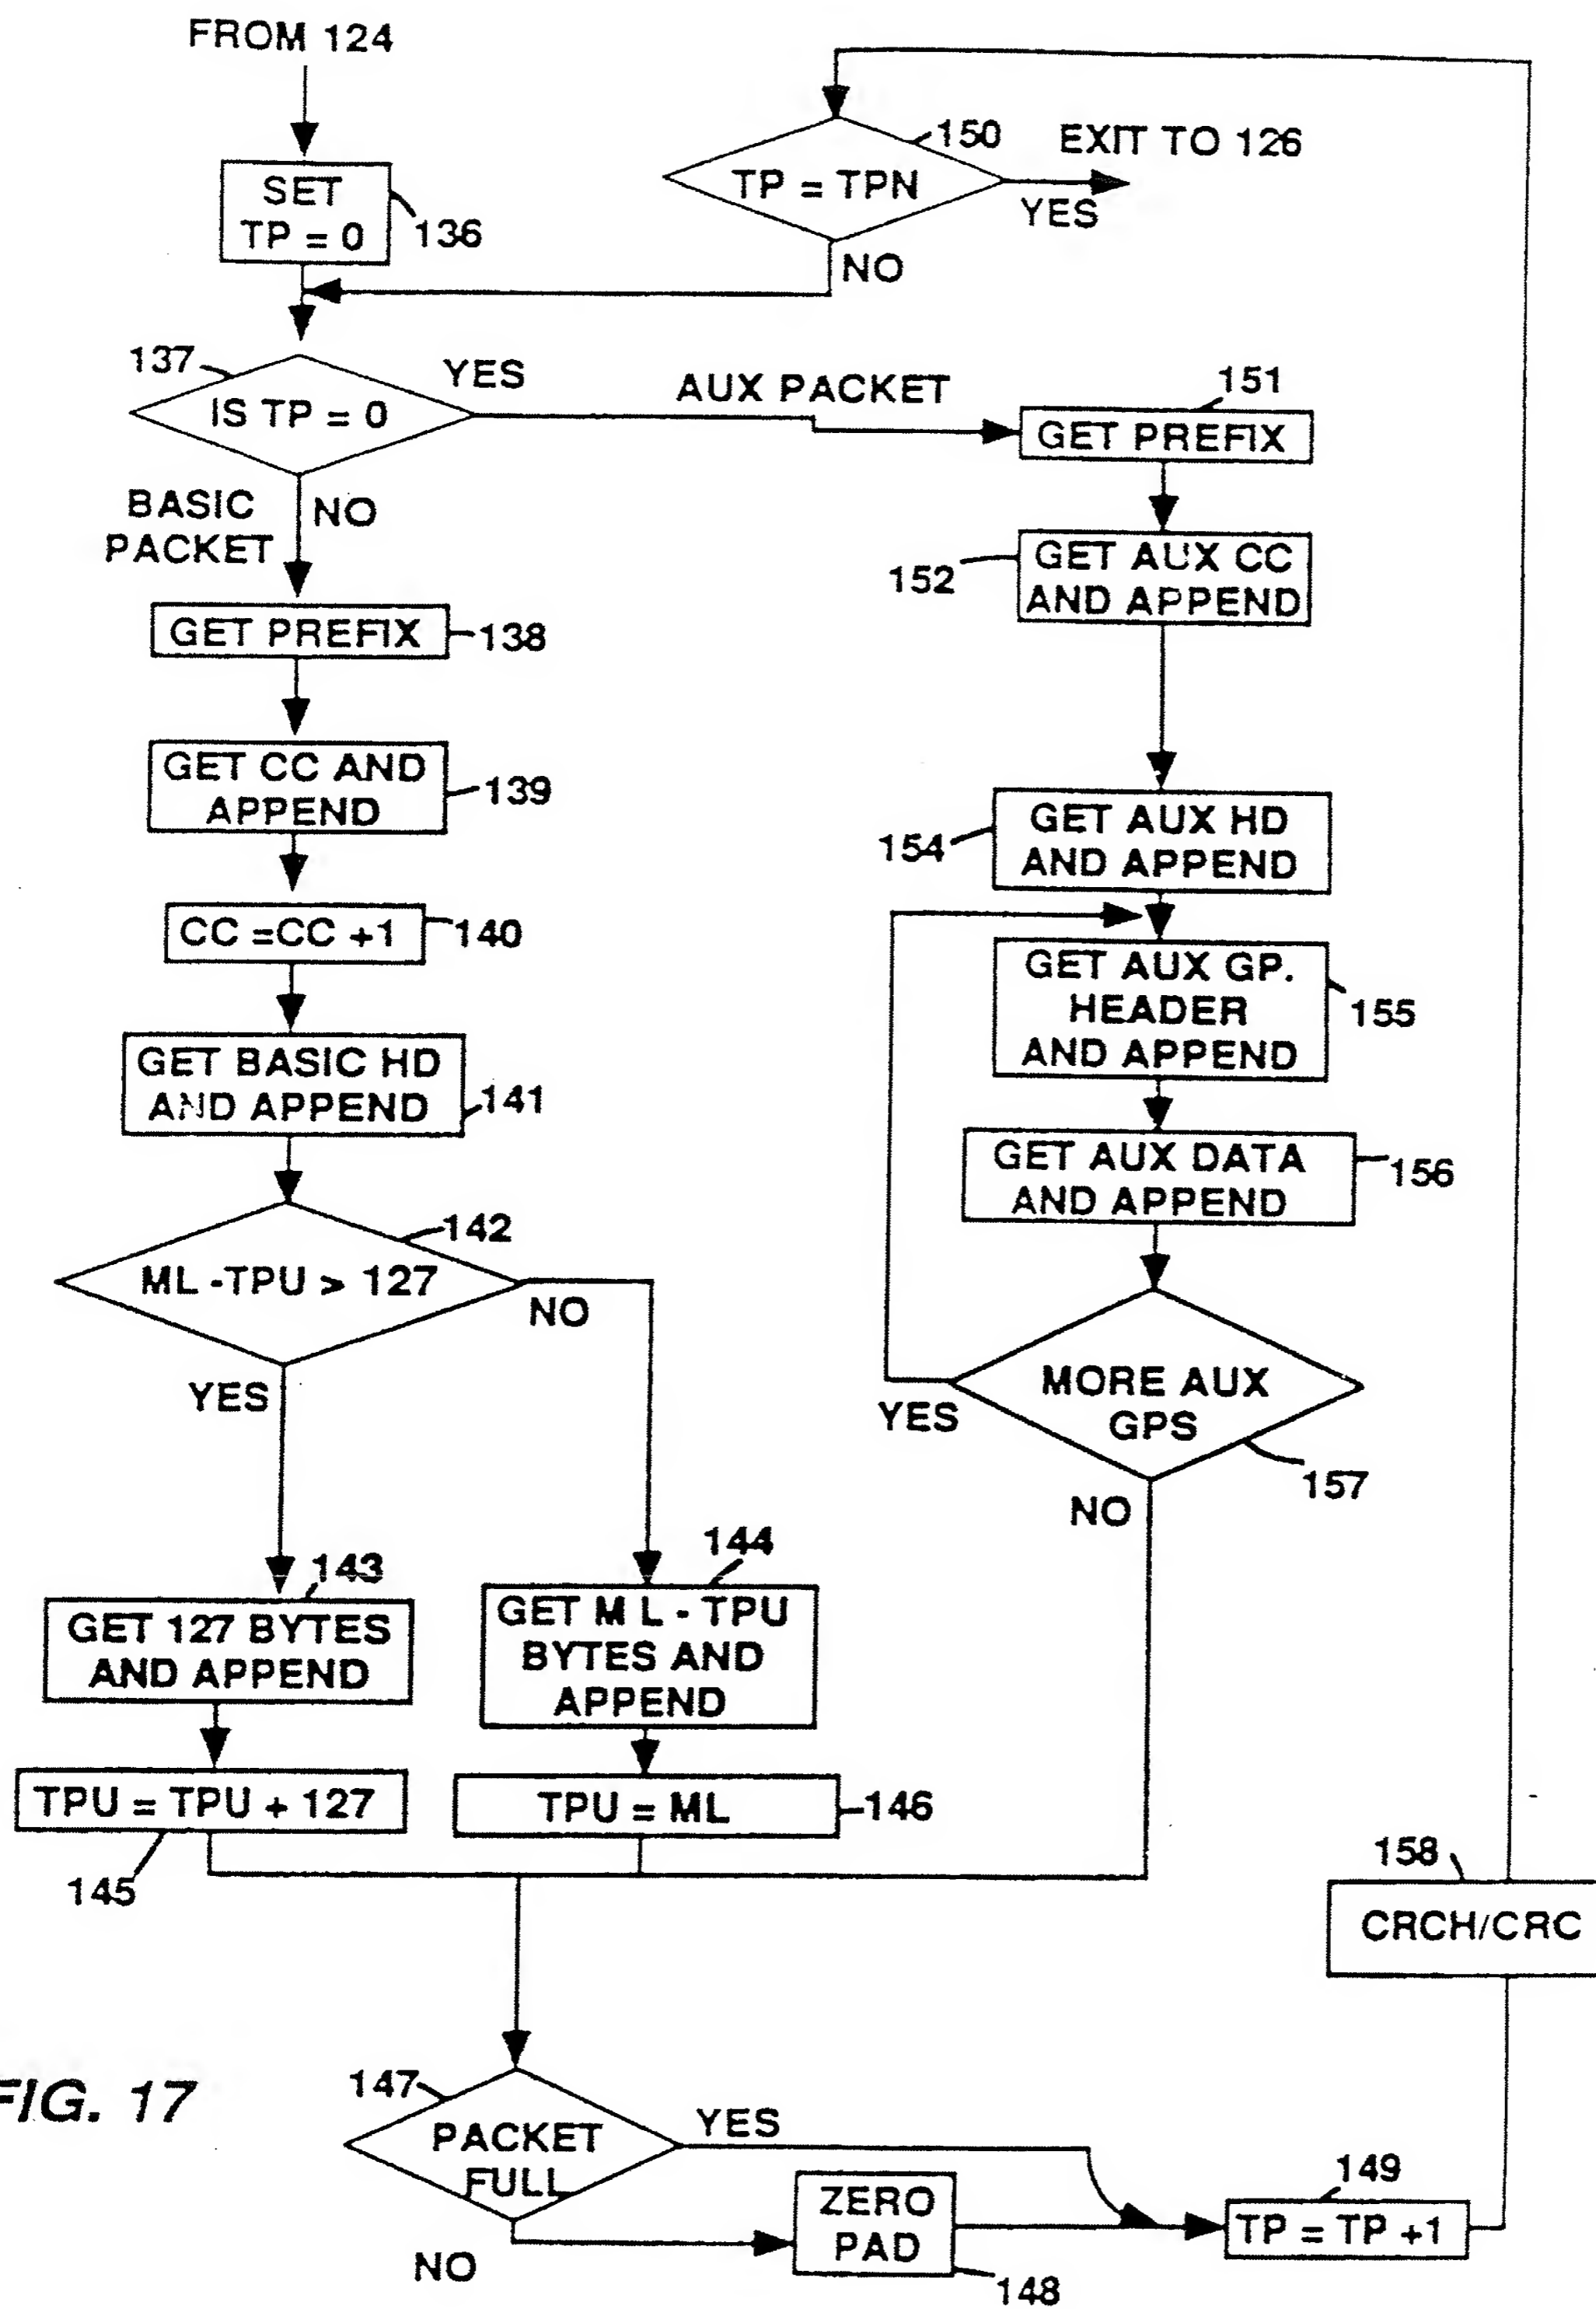 FROM 124
SET
TP = 0
136
150
EXIT TO 126
TP = TPN
YES
NO
137
YES
IS TP = 0
AUX PACKET
151
GET PREFIX
BASIC
PACKET
NO
152
GET AUX CC
AND APPEND
GET PREFIX
138
GET CC AND
APPEND
139
154
GET AUX HD
AND APPEND
CC =CC +1
140
GET AUX GP.
HEADER
AND APPEND
155
GET BASIC HD
AND APPEND
141
GET AUX DATA
AND APPEND
156
142
ML -TPU > 127
NO
YES
MORE AUX
GPS
YES
157
NO
143
GET 127 BYTES
AND APPEND
144
GET M L - TPU
BYTES AND
APPEND
TPU = TPU + 127
145
TPU = ML
146
158
CRCH/CRC
FIG. 17
147
PACKET
FULL
YES
NO
ZERO
PAD
148
149
TP = TP +1